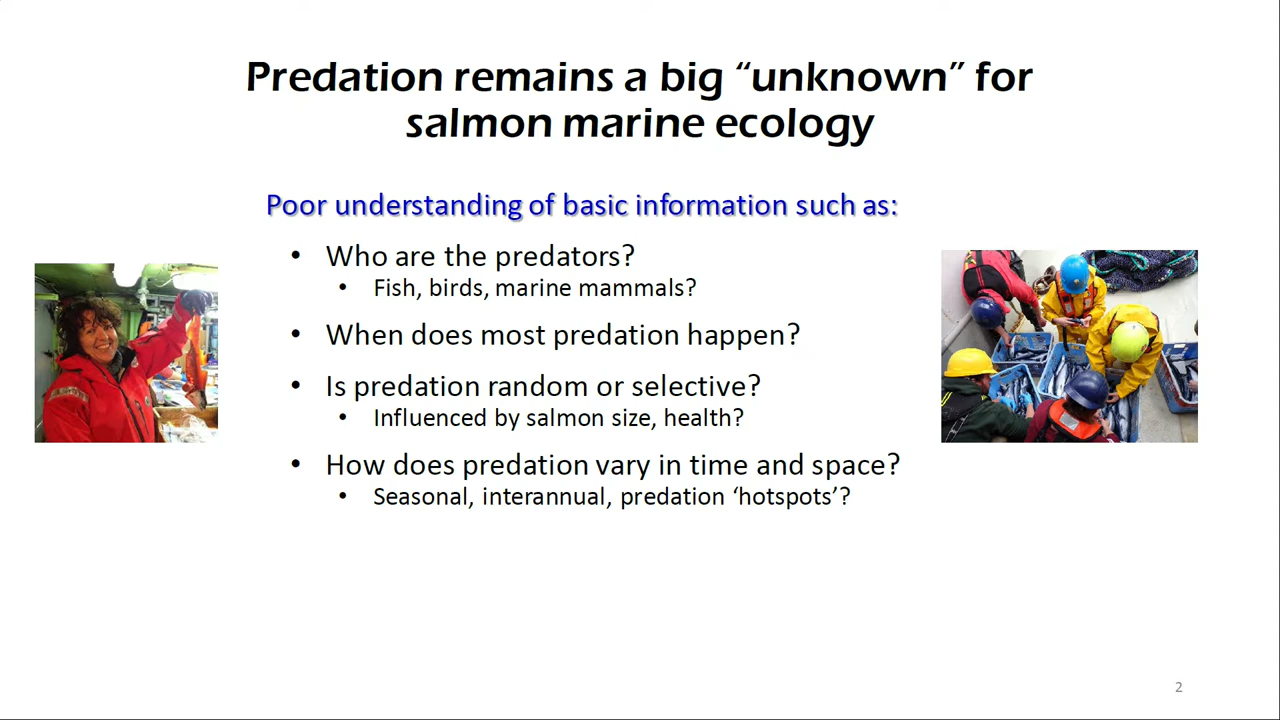 Predation remains a big “unknown” for
salmon marine ecology
Poor understanding of basic information such as:
• Who are the predators?
• Fish, birds, marine mammals?
• When does most predation happen?
• Is predation random or selective?
• Influenced by salmon size, health?
• How does predation vary in time and space?
• Seasonal, interannual, predation ‘hotspots’?
2